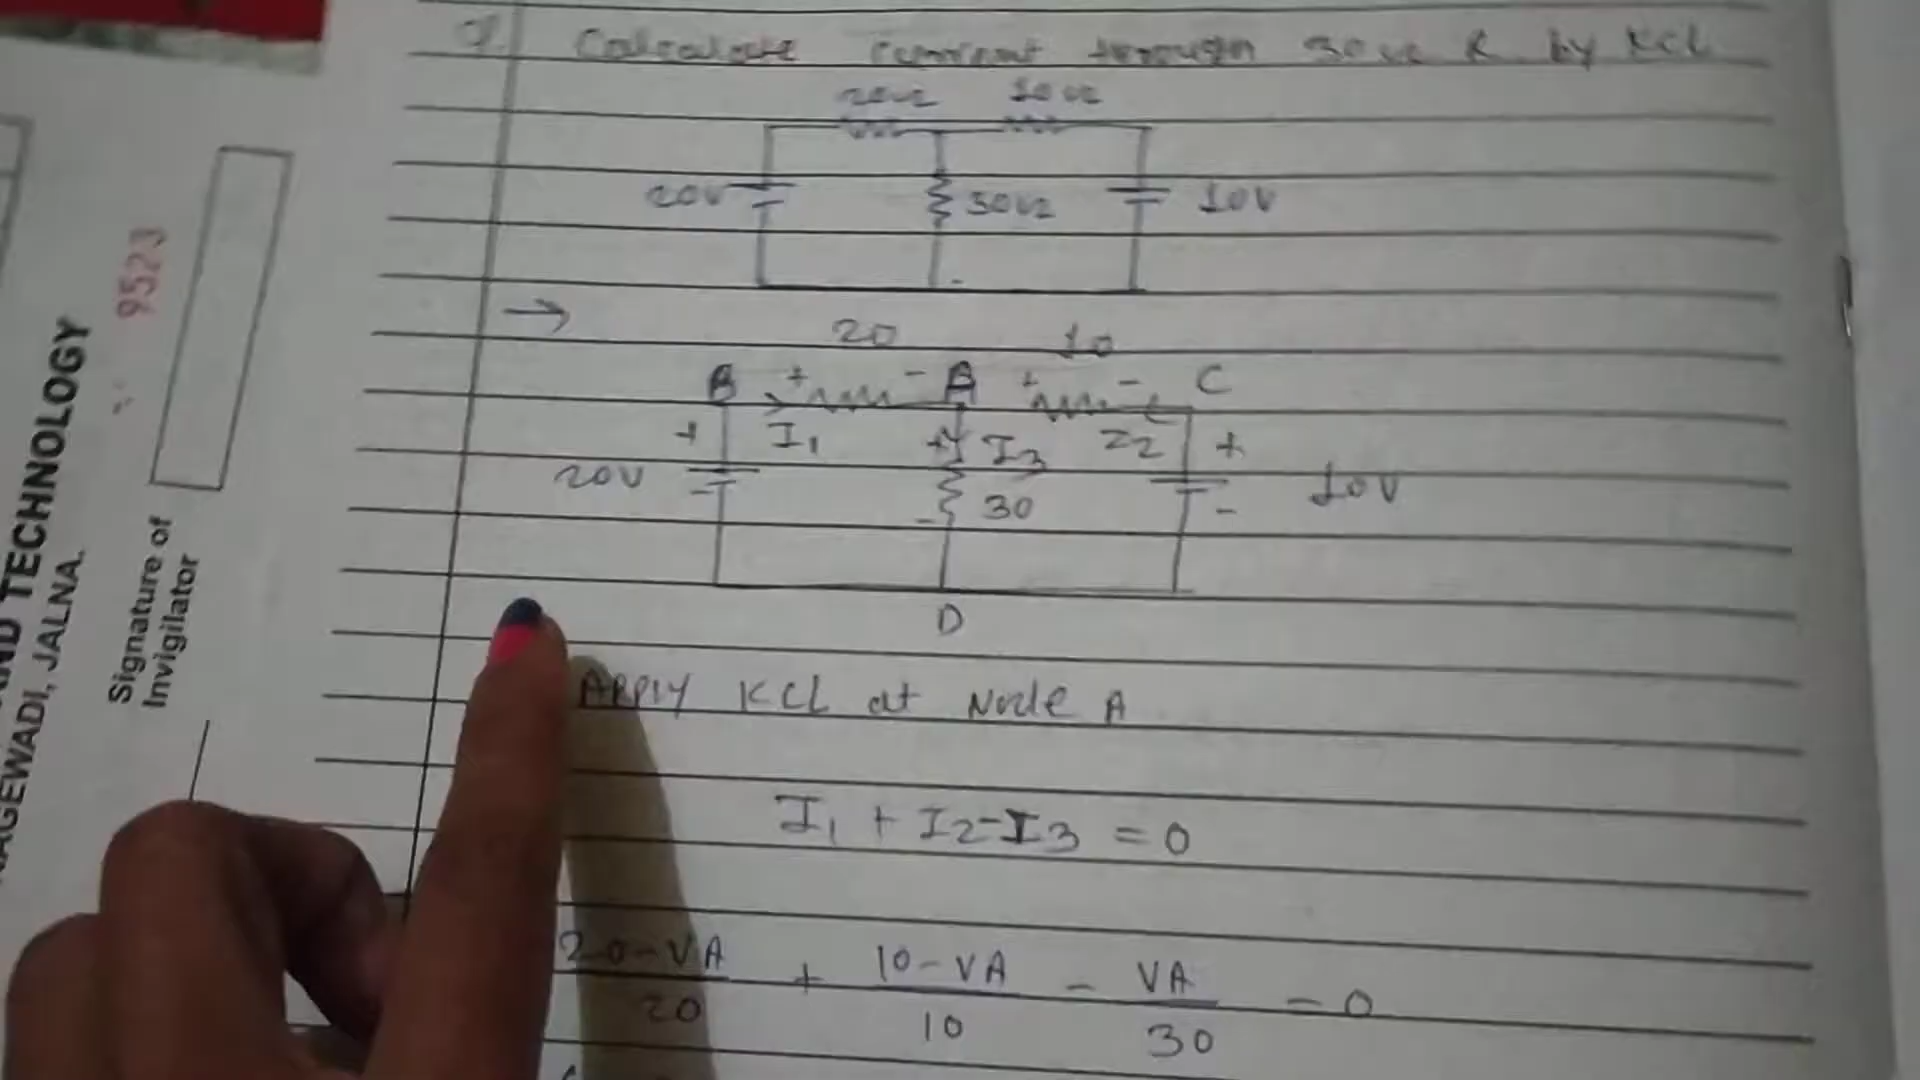 Calculate current through 30Ω R by KCL
20Ω 10Ω
20V 30Ω 10V
→ 20 10
B + - A + - C
+ I1 + I3 I2 +
20V - - 30 - 10V
D
APPLY KCL at Node A
I1 + I2 - I3 = 0
20-VA/20 + 10-VA/10 - VA/30 = 0
9523
Signature of
Invigilator
ND TECHNOLOGY
AGEWADI, JALNA.